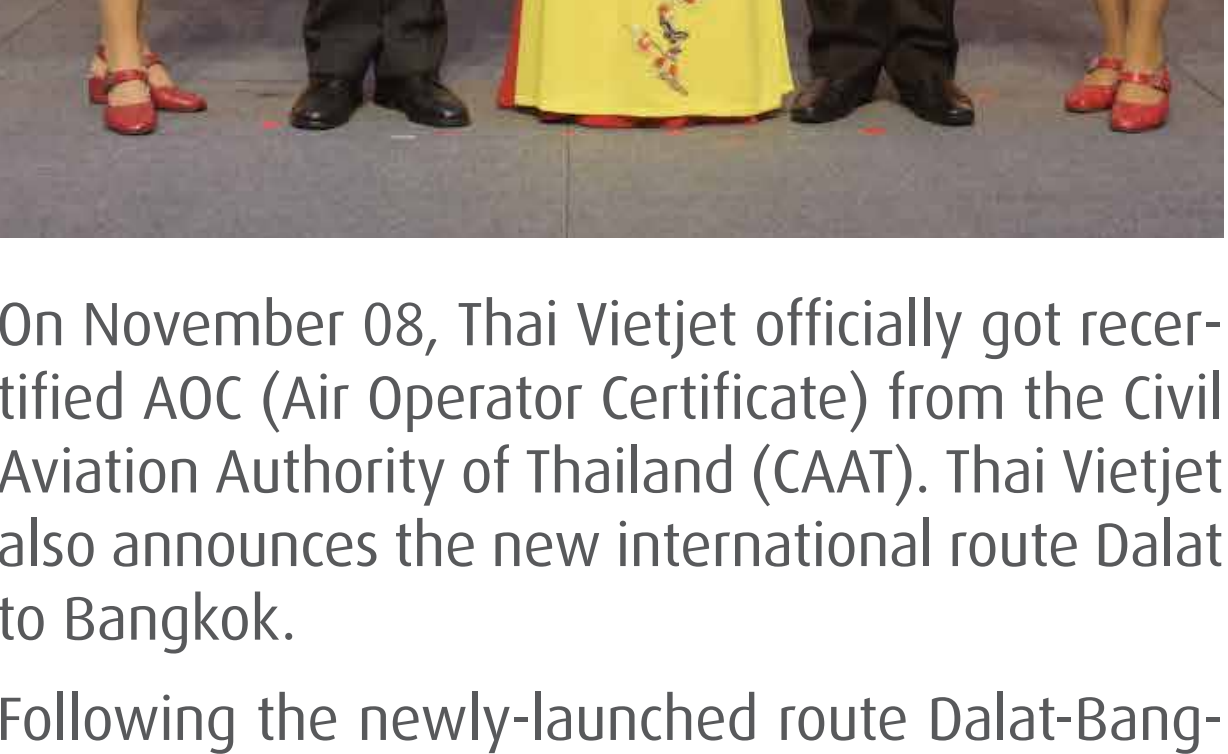 On November 08, Thai Vietjet officially got recer-
tified AOC (Air Operator Certificate) from the Civil
Aviation Authority of Thailand (CAAT). Thai Vietjet
also announces the new international route Dalat
to Bangkok.
Following the newly-launched route Dalat-Bang-